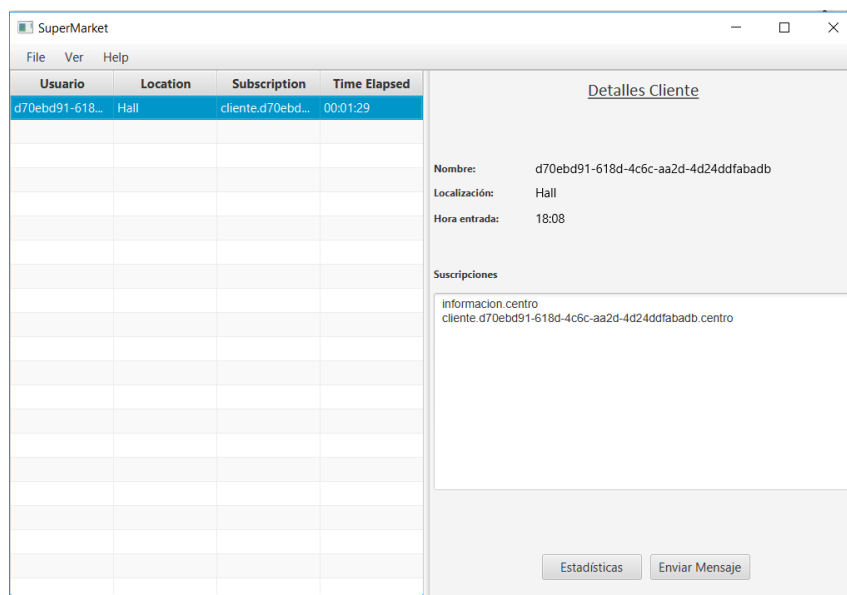 SuperMarket
File Ver Help
Usuario Location Subscription Time Elapsed
d70ebd91-618... Hall cliente.d70ebd... 00:01:29
Detalles Cliente
Nombre: d70ebd91-618d-4c6c-aa2d-4d24ddfabadb
Localización: Hall
Hora entrada: 18:08
Suscripciones
informacion.centro
cliente.d70ebd91-618d-4c6c-aa2d-4d24ddfabadb.centro
Estadísticas Enviar Mensaje